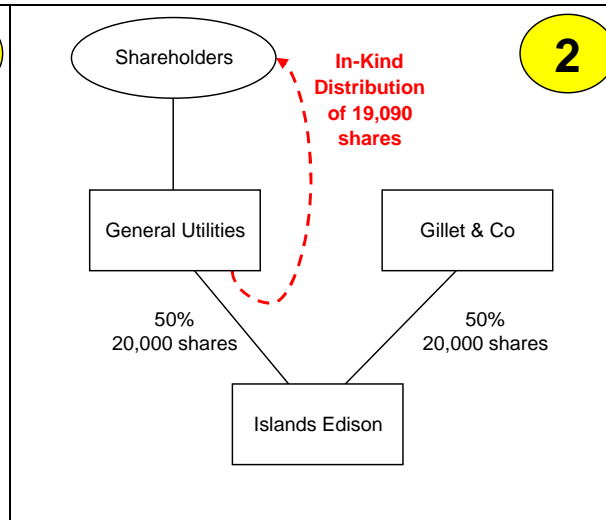 Shareholders
In-Kind
Distribution
of 19,090
shares
2
General Utilities
Gillet & Co
50%
20,000 shares
50%
20,000 shares
Islands Edison